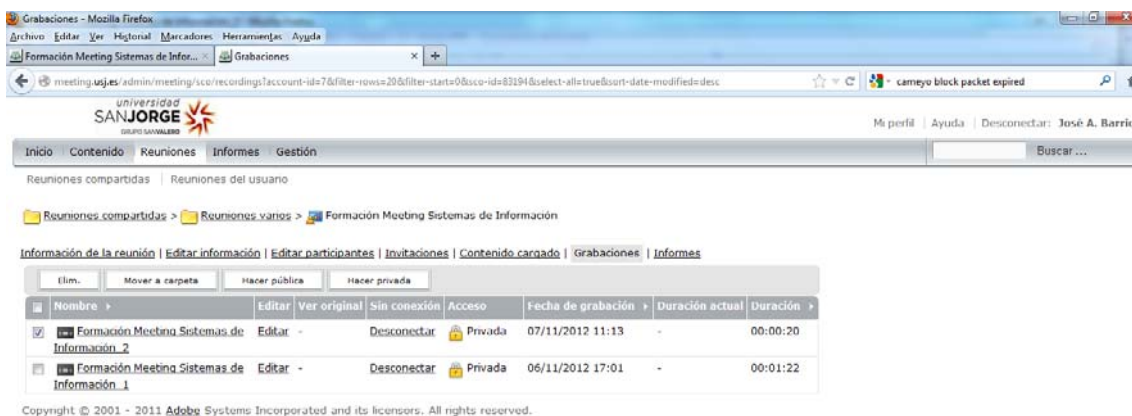 Grabaciones - Mozilla Firefox
Archivo Editar Ver Historial Marcadores Herramientas Ayuda
Formación Meeting Sistemas de Infor... × Grabaciones × +
meeting.usj.es/admin/meeting/sco/recordings?account-id=7&filter-rows=20&filter-start=0&sco-id=83194&select-all=true&sort-date-modified=desc cameyo block packet expired
universidad
SANJORGE
GRUPO SANVALERO
Mi perfil | Ayuda | Desconectar: José A. Barrio
Inicio Contenido Reuniones Informes Gestión Buscar ...
Reuniones compartidas | Reuniones del usuario
Reuniones compartidas > Reuniones varios > Formación Meeting Sistemas de Información
Información de la reunión | Editar información | Editar participantes | Invitaciones | Contenido cargado | Grabaciones | Informes
Elim. Mover a carpeta Hacer pública Hacer privada
Nombre Editar Ver original Sin conexión Acceso Fecha de grabación Duración actual Duración
Formación Meeting Sistemas de Editar - Desconectar Privada 07/11/2012 11:13 - 00:00:20
Información_2
Formación Meeting Sistemas de Editar - Desconectar Privada 06/11/2012 17:01 - 00:01:22
Información_1
Copyright © 2001 - 2011 Adobe Systems Incorporated and its licensors. All rights reserved.